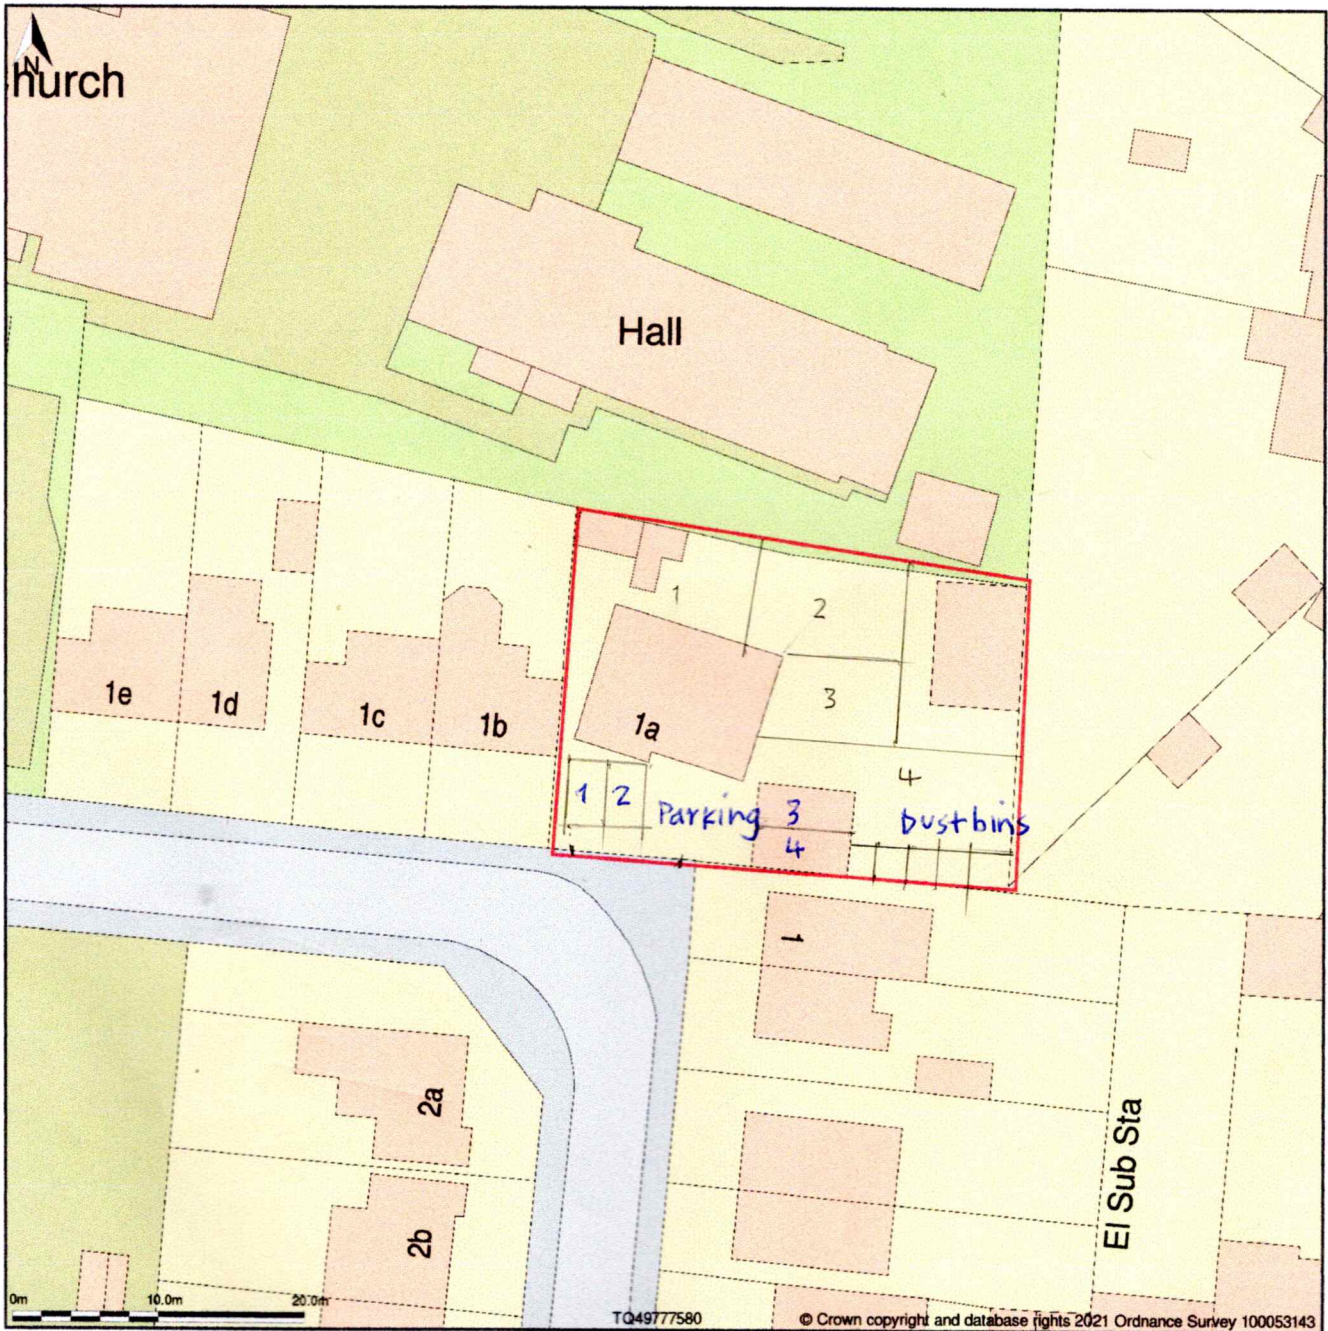 N
hurch
Hall
1
2
3
1e
1d
1c
1b
1a
4
1 2 Parking 3
4
Dustbins
1
2a
2b
El Sub Sta
0m 10.0m 20.0m
TQ49777580
© Crown copyright and database rights 2021 Ordnance Survey 100053143